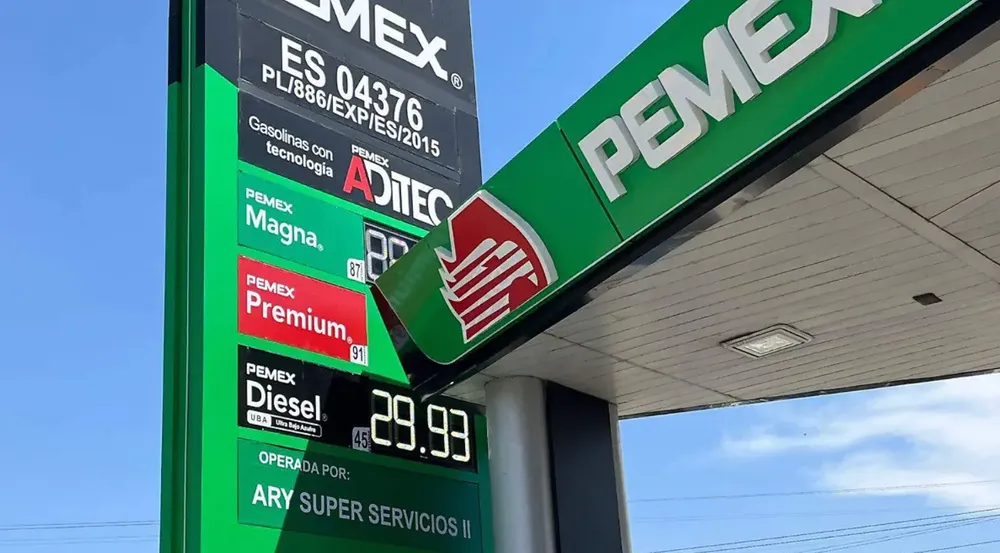 PEMEX®
ES 04376
PL/886/EXP/ES/2015
Gasolinas con
tecnología
PEMEX
ADITEC
PEMEX
Magna®
87
PEMEX
Premium®
91
PEMEX
Diesel®
UBA Ultra Bajo Azufre
45
29.93
OPERADA POR:
ARY SUPER SERVICIOS II
PEMEX